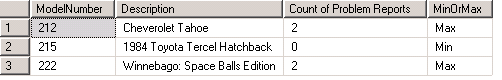 ModelNumber Description Count of Problem Reports MinOrMax
1 212 Cheverolet Tahoe 2 Max
2 215 1984 Toyota Tercel Hatchback 0 Min
3 222 Winnebago: Space Balls Edition 2 Max